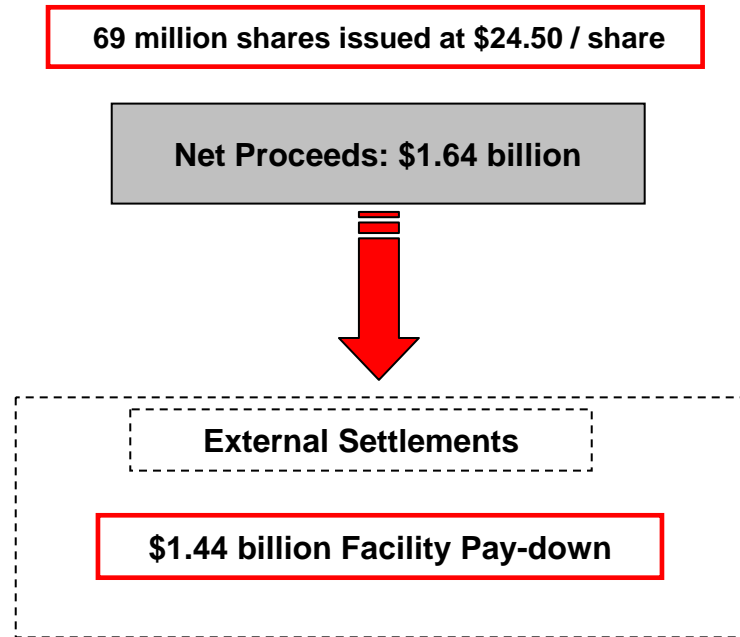 69 million shares issued at $24.50 / share
Net Proceeds: $1.64 billion
External Settlements
$1.44 billion Facility Pay-down